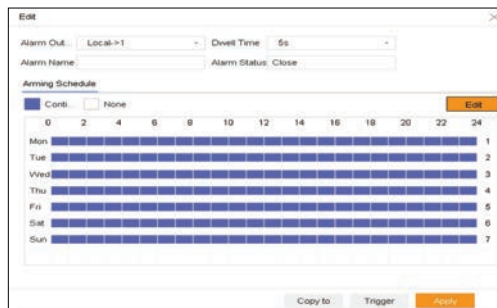 Edit
Alarm Out... Local->1 Dwell Time 5s
Alarm Name Alarm Status Close
Arming Schedule
Conti... None Edit
0 2 4 6 8 10 12 14 16 18 20 22 24
Mon 1
Tue 2
Wed 3
Thu 4
Fri 5
Sat 6
Sun 7
Copy to Trigger Apply